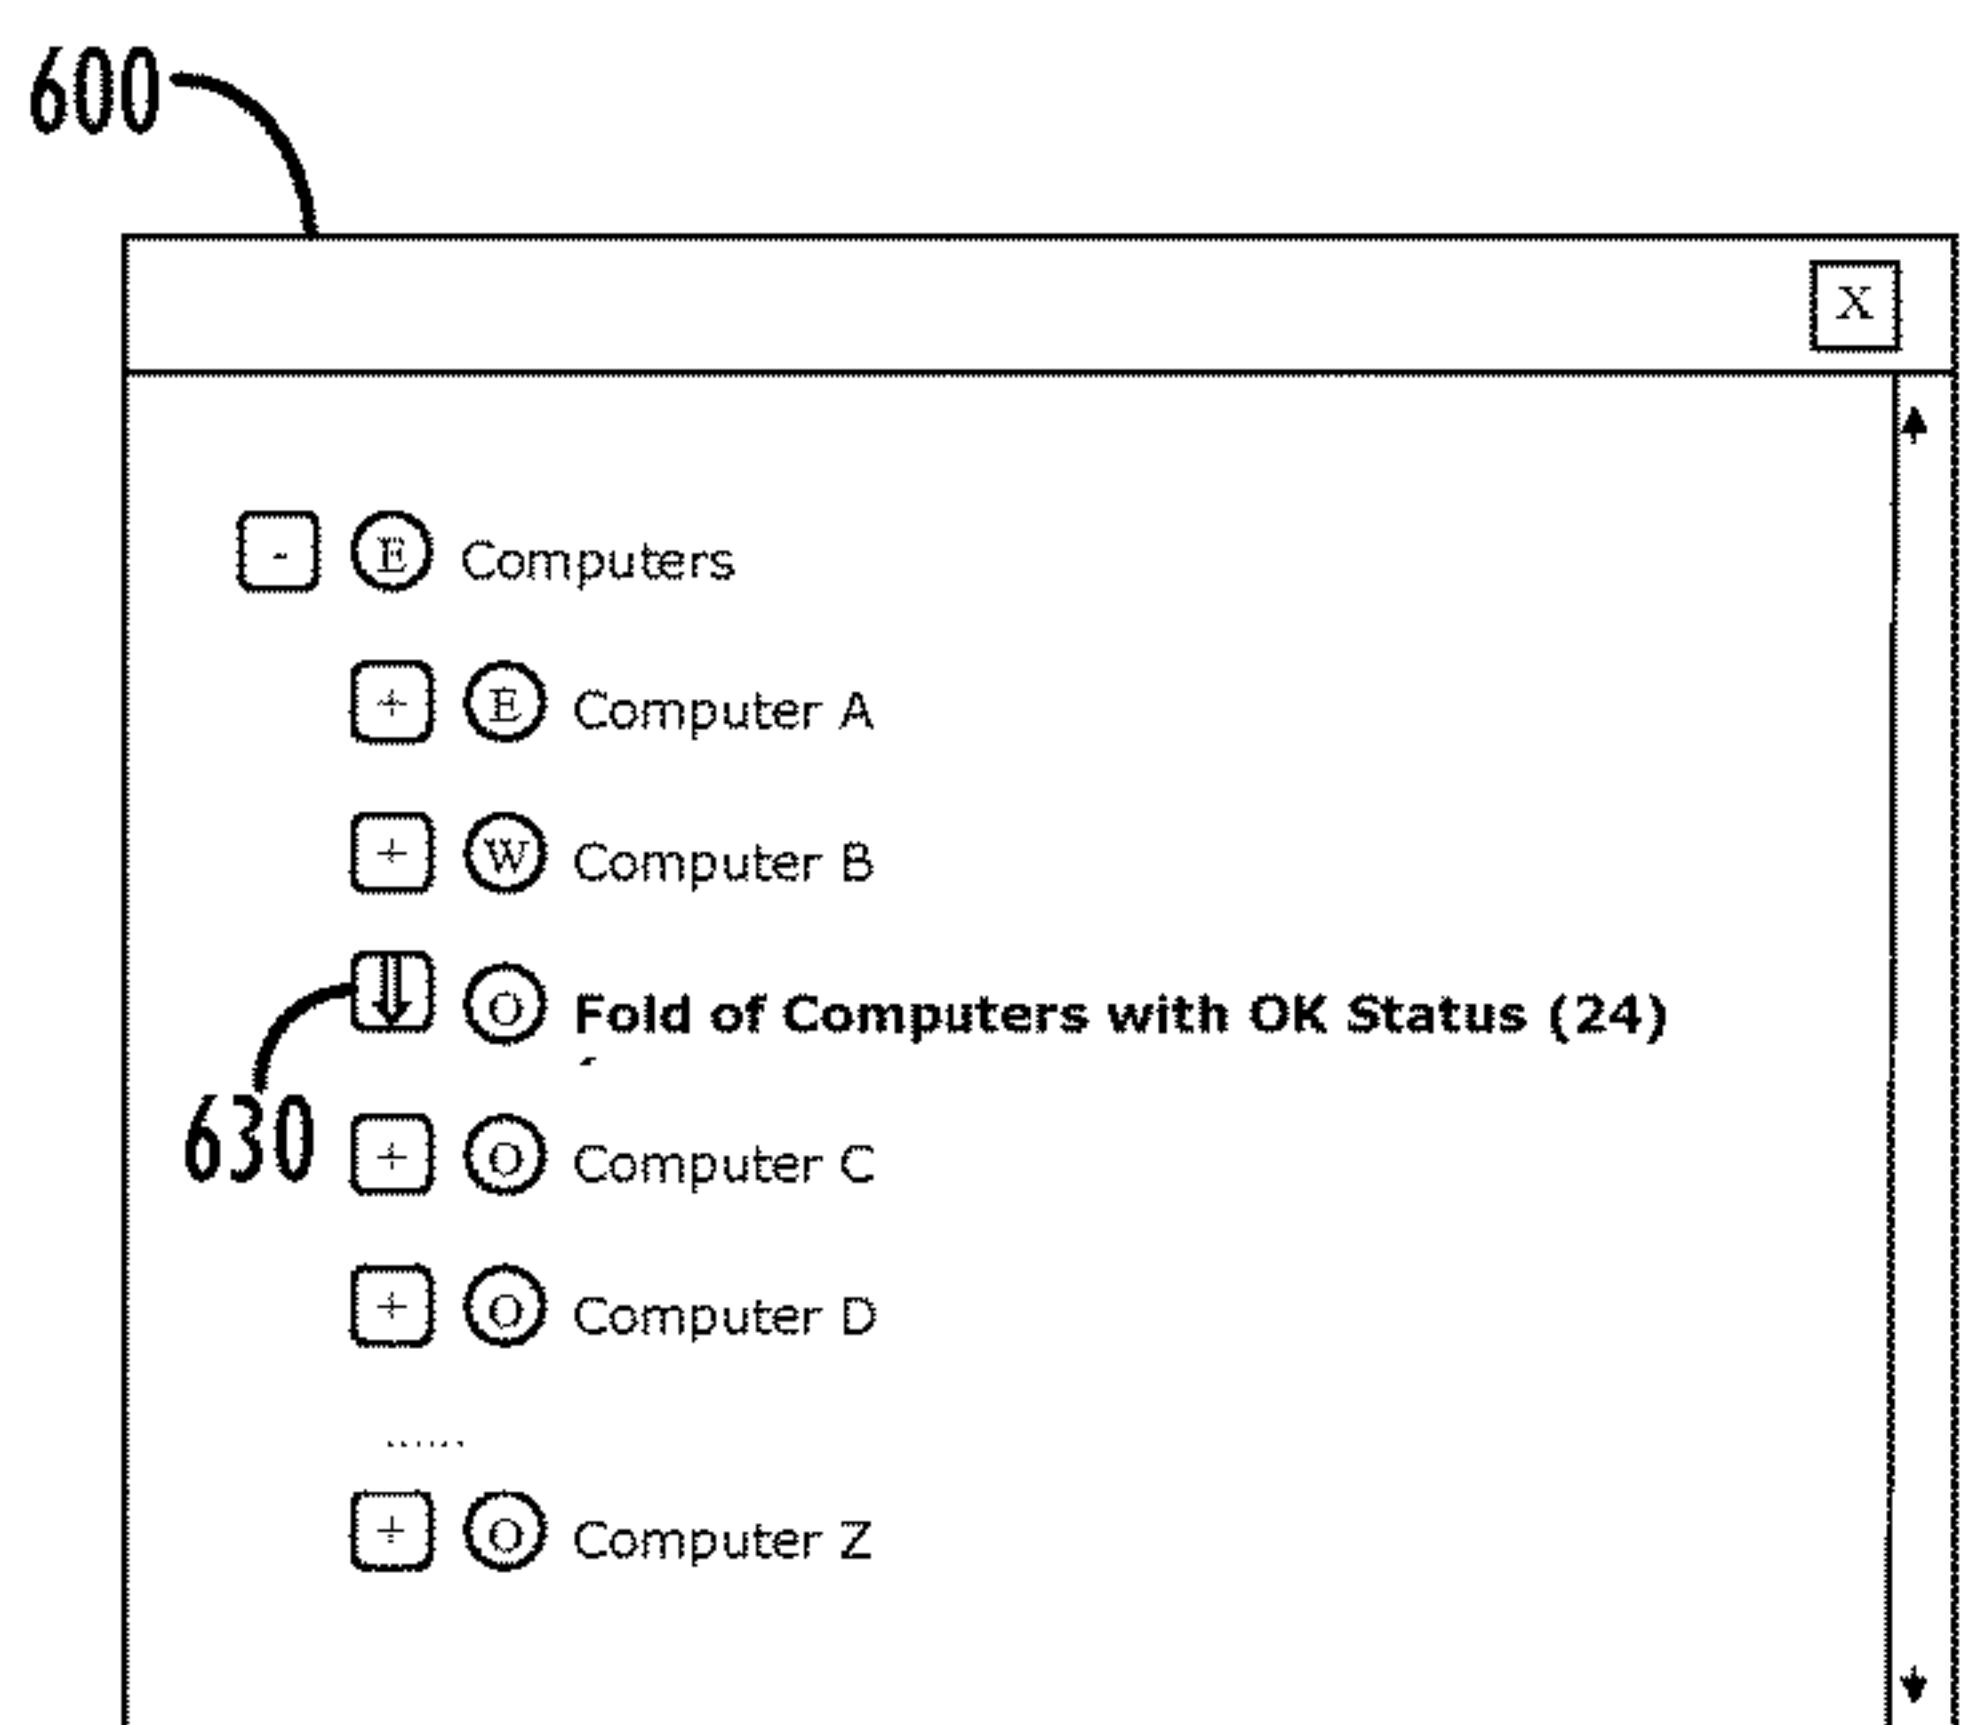 600
X
- E Computers
+ E Computer A
+ W Computer B
⇓ O Fold of Computers with OK Status (24)
630
+ O Computer C
+ O Computer D
......
+ O Computer Z